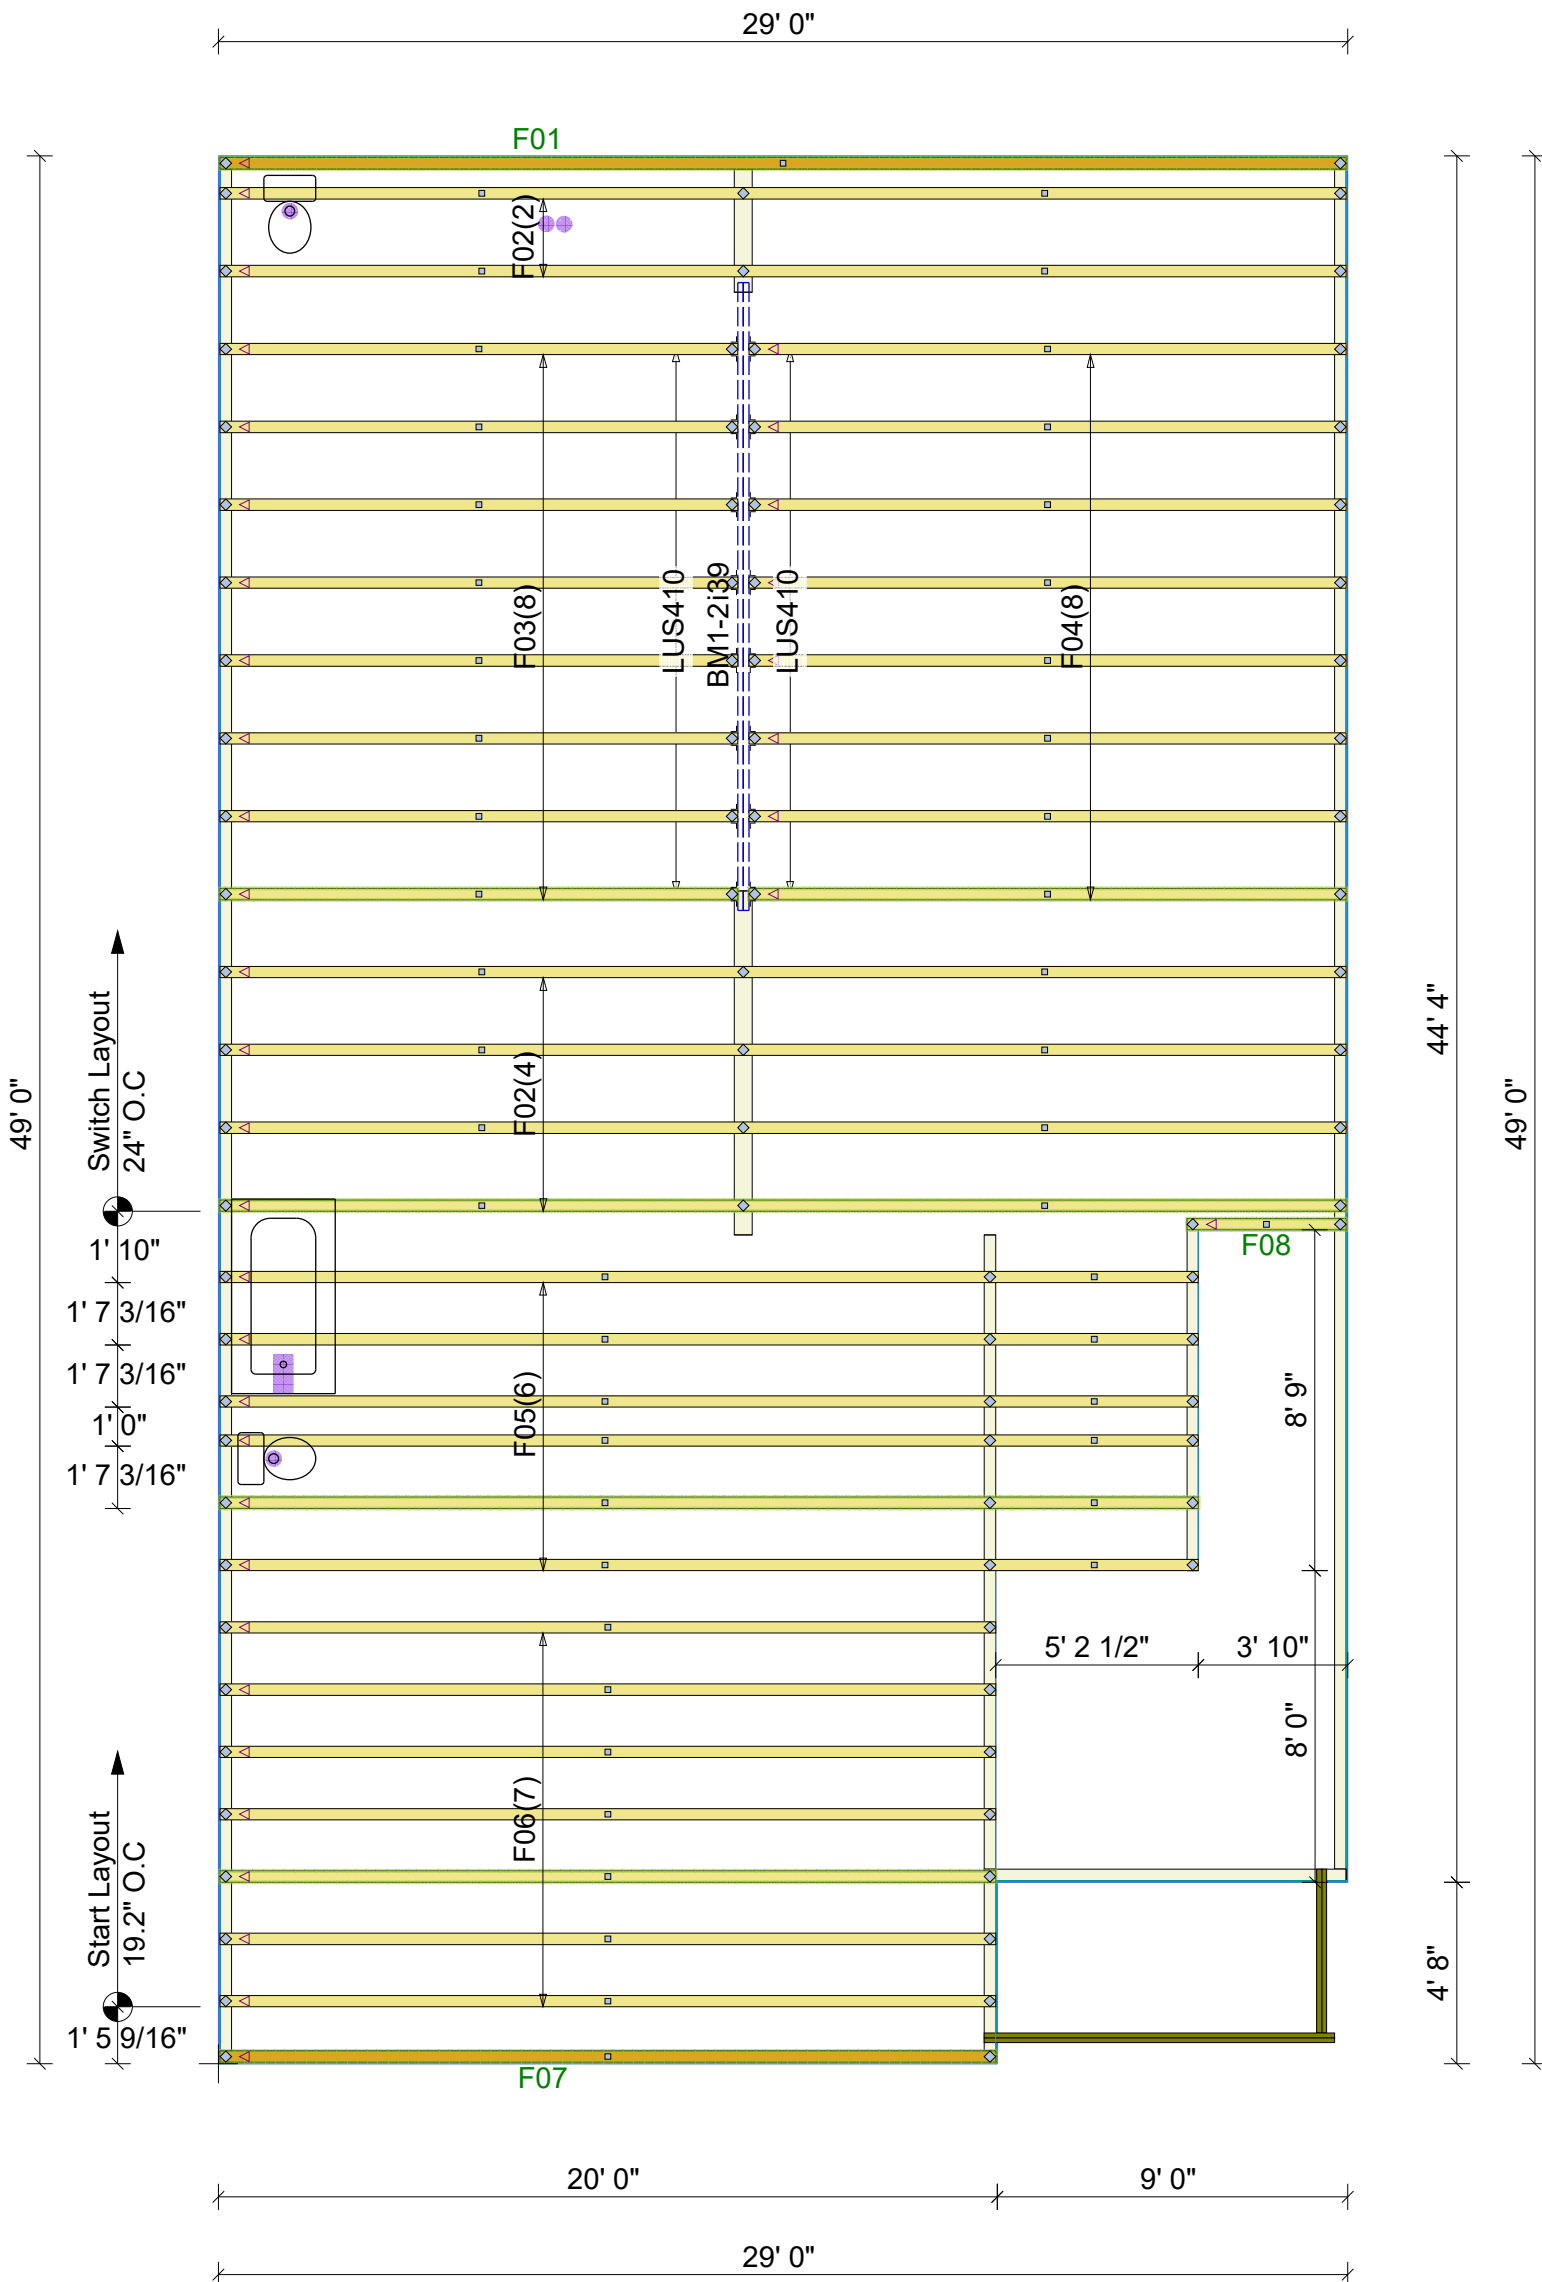 29' 0"
F01
F02(2)
F03(8)
LUS410
BM1-2i39
LUS410
F04(8)
49' 0"
Switch Layout
24" O.C
F02(4)
44' 4"
49' 0"
1' 10"
1' 7 3/16"
1' 7 3/16"
1' 0"
1' 7 3/16"
F08
F05(6)
8' 9"
5' 2 1/2"
3' 10"
8' 0"
Start Layout
19.2" O.C
F06(7)
4' 8"
1' 5 9/16"
F07
20' 0"
9' 0"
29' 0"